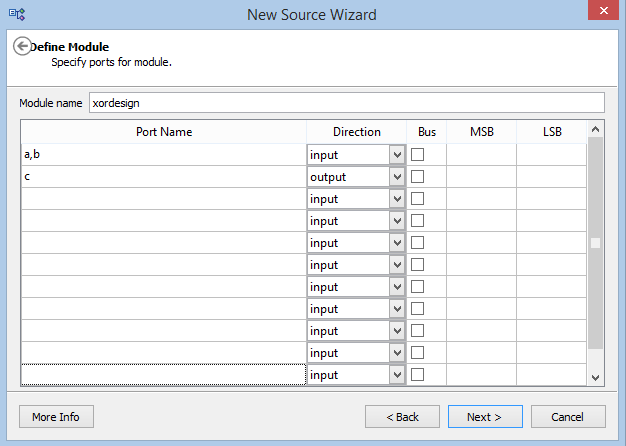 New Source Wizard
Define Module
Specify ports for module.
Module name xordesign
Port Name Direction Bus MSB LSB
a,b input
c output
input
input
input
input
input
input
input
input
input
More Info < Back Next > Cancel